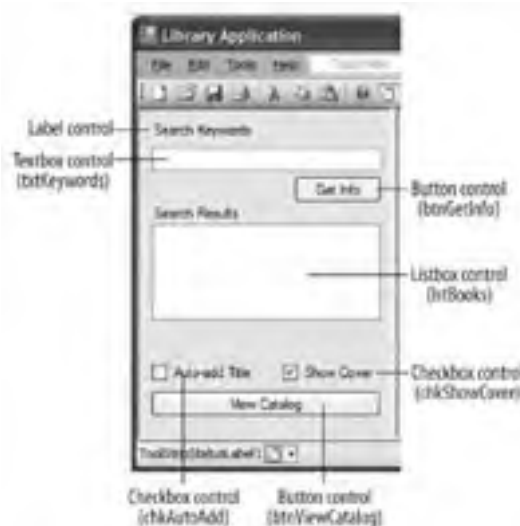 Library Application
File Edit Tools Help
Label control
Search Keywords
Textbox control
(txtKeywords)
Get Info
Button control
(btnGetInfo)
Search Results
Listbox control
(lstBooks)
Auto-add Title
Show Cover
Checkbox control
(chkShowCover)
View Catalog
ToolStripStatusLabel1
Checkbox control
(chkAutoAdd)
Button control
(btnViewCatalog)